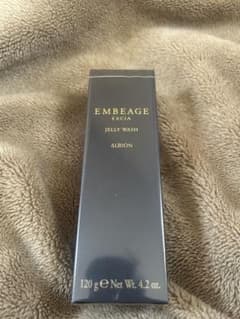 EMBEAGE
EXCIA
JELLY WASH
ALBION
120 g ℮ Net Wt. 4.2 oz.